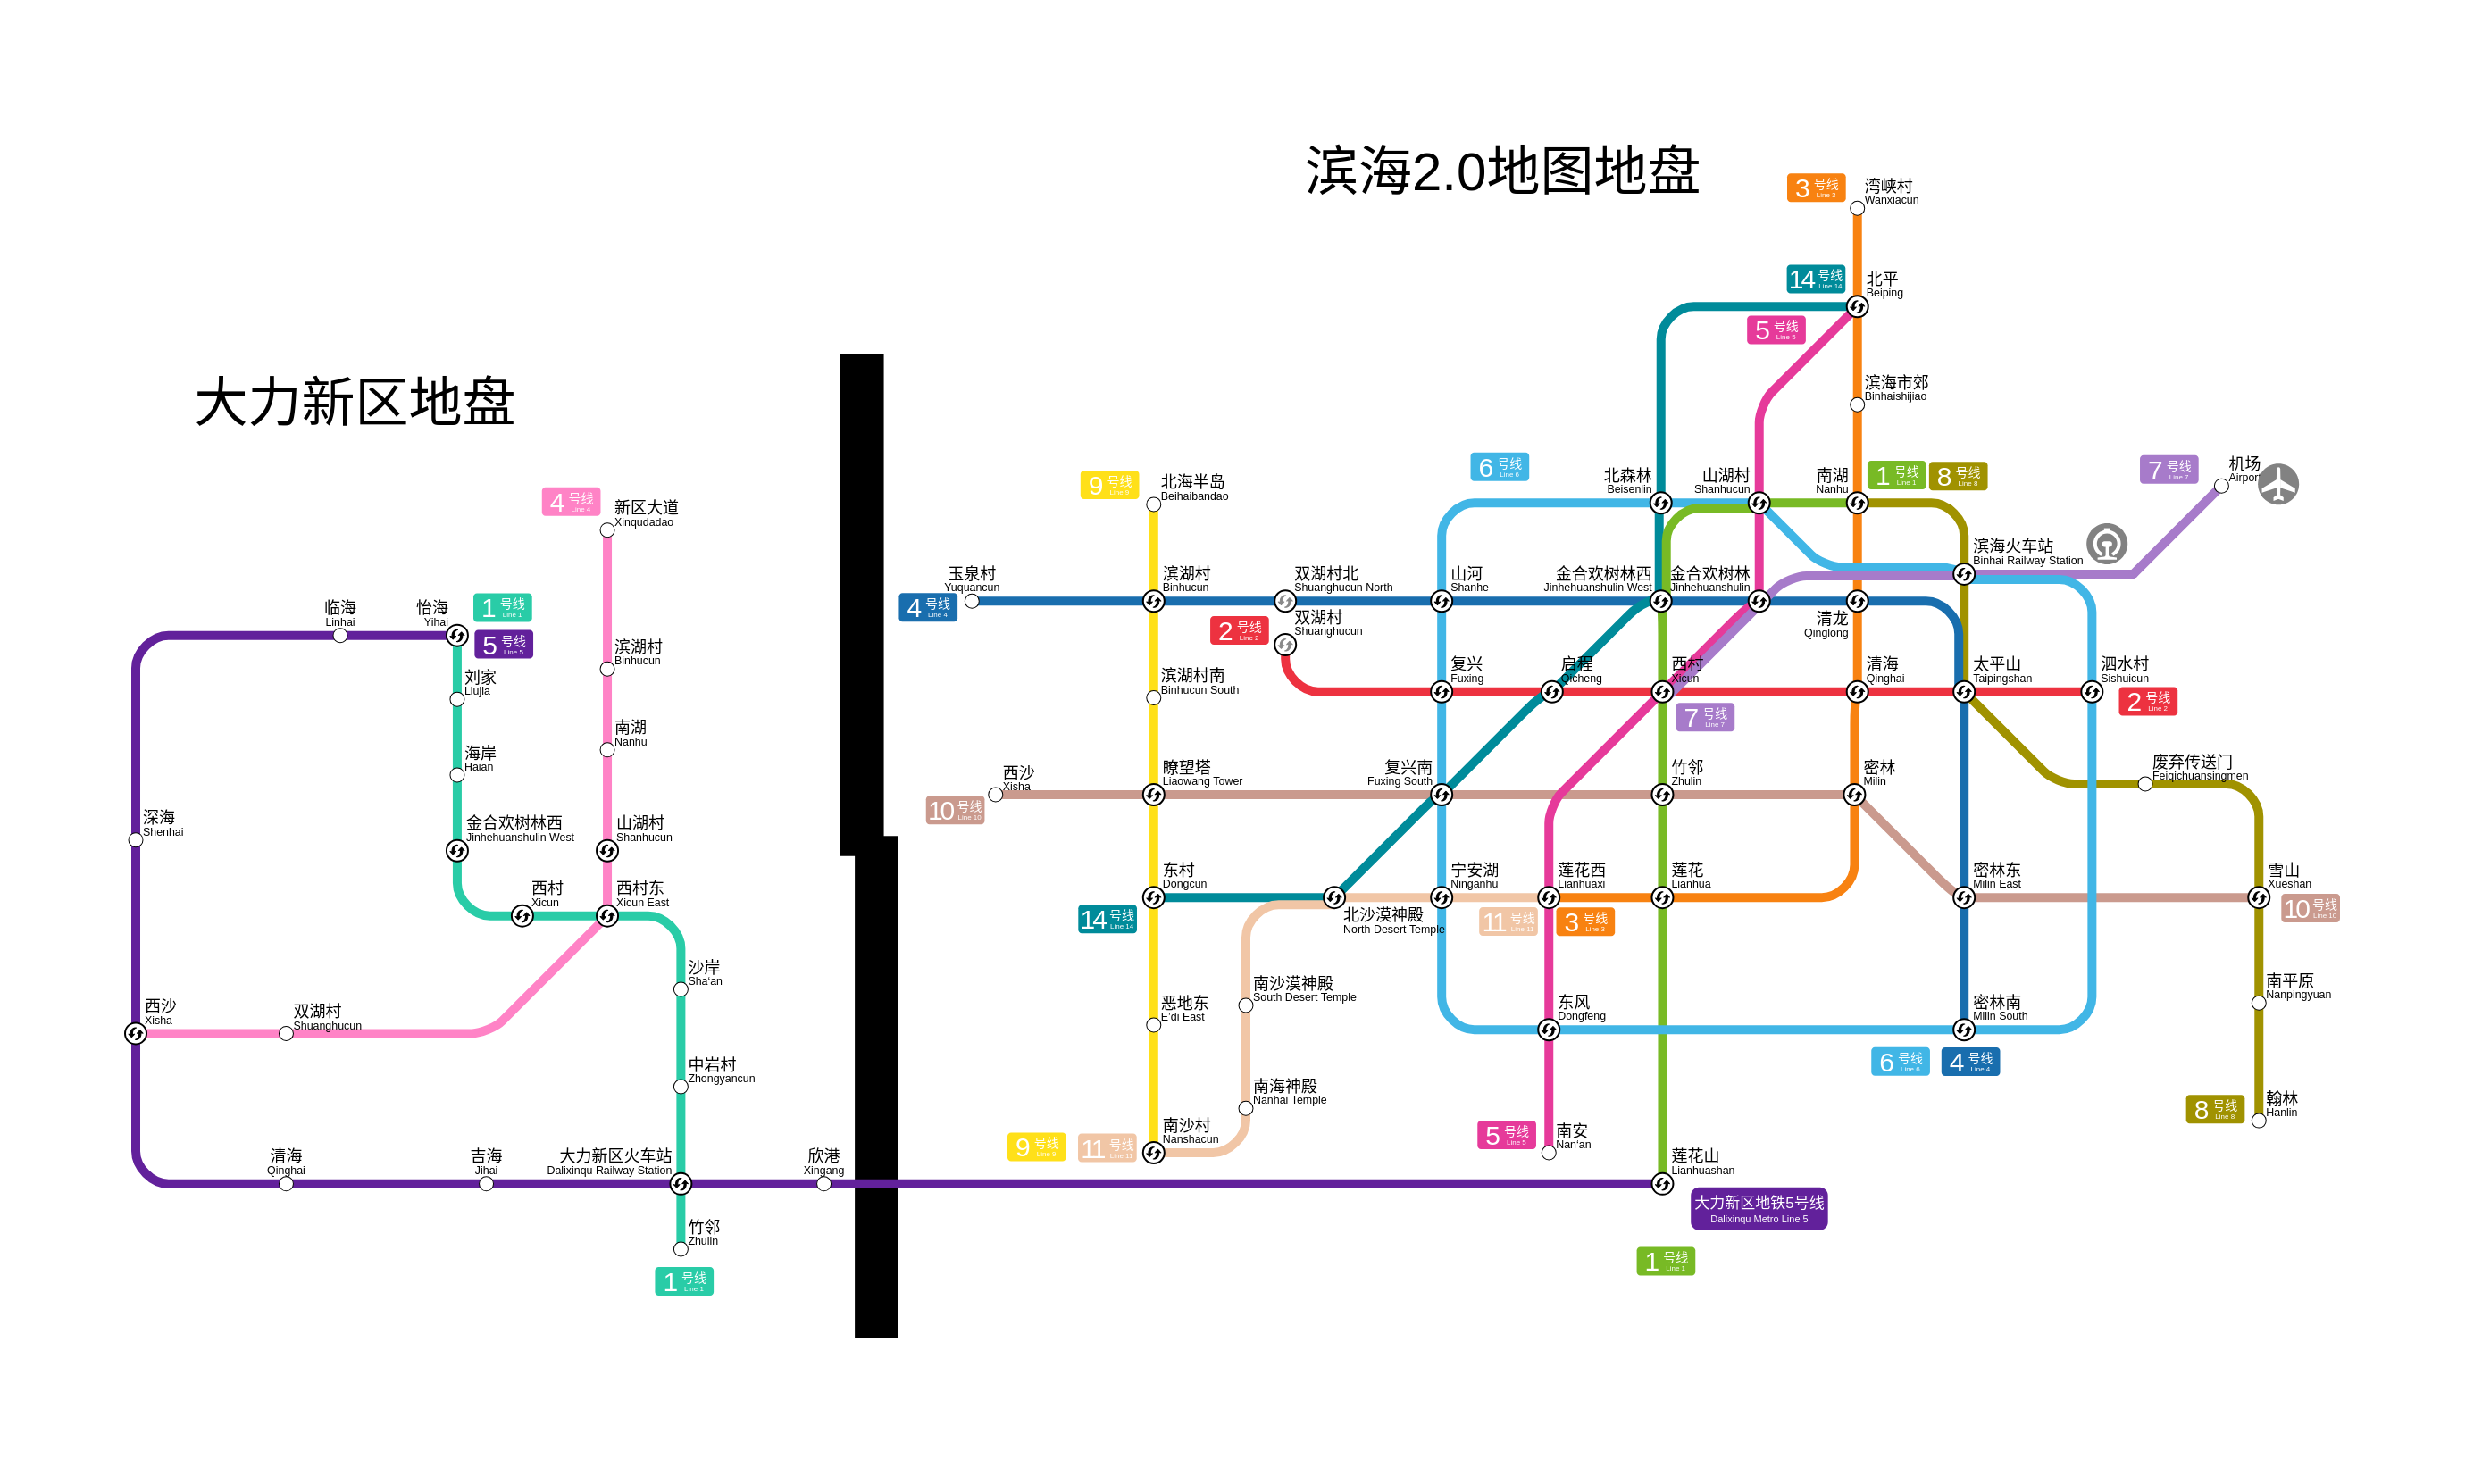 滨海2.0地图地盘
大力新区地盘
3 号线
Line 3
湾峡村
Wanxiacun
14 号线
Line 14
北平
Beiping
5 号线
Line 5
滨海市郊
Binhaishijiao
6 号线
Line 6
北森林
Beisenlin
山湖村
Shanhucun
南湖
Nanhu
1 号线
Line 1
8 号线
Line 8
7 号线
Line 7
机场
Airport
9 号线
Line 9
北海半岛
Beihaibandao
4 号线
Line 4
新区大道
Xinqudadao
滨海火车站
Binhai Railway Station
玉泉村
Yuquancun
滨湖村
Binhucun
双湖村北
Shuanghucun North
山河
Shanhe
金合欢树林西
Jinhehuanshulin West
金合欢树林
Jinhehuanshulin
4 号线
Line 4
清龙
Qinglong
2 号线
Line 2
双湖村
Shuanghucun
临海
Linhai
怡海
Yihai
1 号线
Line 1
5 号线
Line 5
滨湖村
Binhucun
刘家
Liujia
滨湖村南
Binhucun South
复兴
Fuxing
启程
Qicheng
西村
Xicun
清海
Qinghai
太平山
Taipingshan
泗水村
Sishuicun
2 号线
Line 2
7 号线
Line 7
南湖
Nanhu
海岸
Haian
西沙
Xisha
10 号线
Line 10
瞭望塔
Liaowang Tower
复兴南
Fuxing South
竹邻
Zhulin
密林
Milin
废弃传送门
Feiqichuansingmen
深海
Shenhai
金合欢树林西
Jinhehuanshulin West
山湖村
Shanhucun
西村
Xicun
西村东
Xicun East
东村
Dongcun
14 号线
Line 14
北沙漠神殿
North Desert Temple
宁安湖
Ninganhu
11 号线
Line 11
莲花西
Lianhuaxi
3 号线
Line 3
莲花
Lianhua
密林东
Milin East
雪山
Xueshan
10 号线
Line 10
沙岸
Sha'an
南沙漠神殿
South Desert Temple
南平原
Nanpingyuan
西沙
Xisha
双湖村
Shuanghucun
恶地东
E'di East
东风
Dongfeng
密林南
Milin South
6 号线
Line 6
4 号线
Line 4
中岩村
Zhongyancun
南海神殿
Nanhai Temple
8 号线
Line 8
翰林
Hanlin
9 号线
Line 9
11 号线
Line 11
南沙村
Nanshacun
5 号线
Line 5
南安
Nan'an
清海
Qinghai
吉海
Jihai
大力新区火车站
Dalixinqu Railway Station
欣港
Xingang
莲花山
Lianhuashan
大力新区地铁5号线
Dalixinqu Metro Line 5
竹邻
Zhulin
1 号线
Line 1
1 号线
Line 1